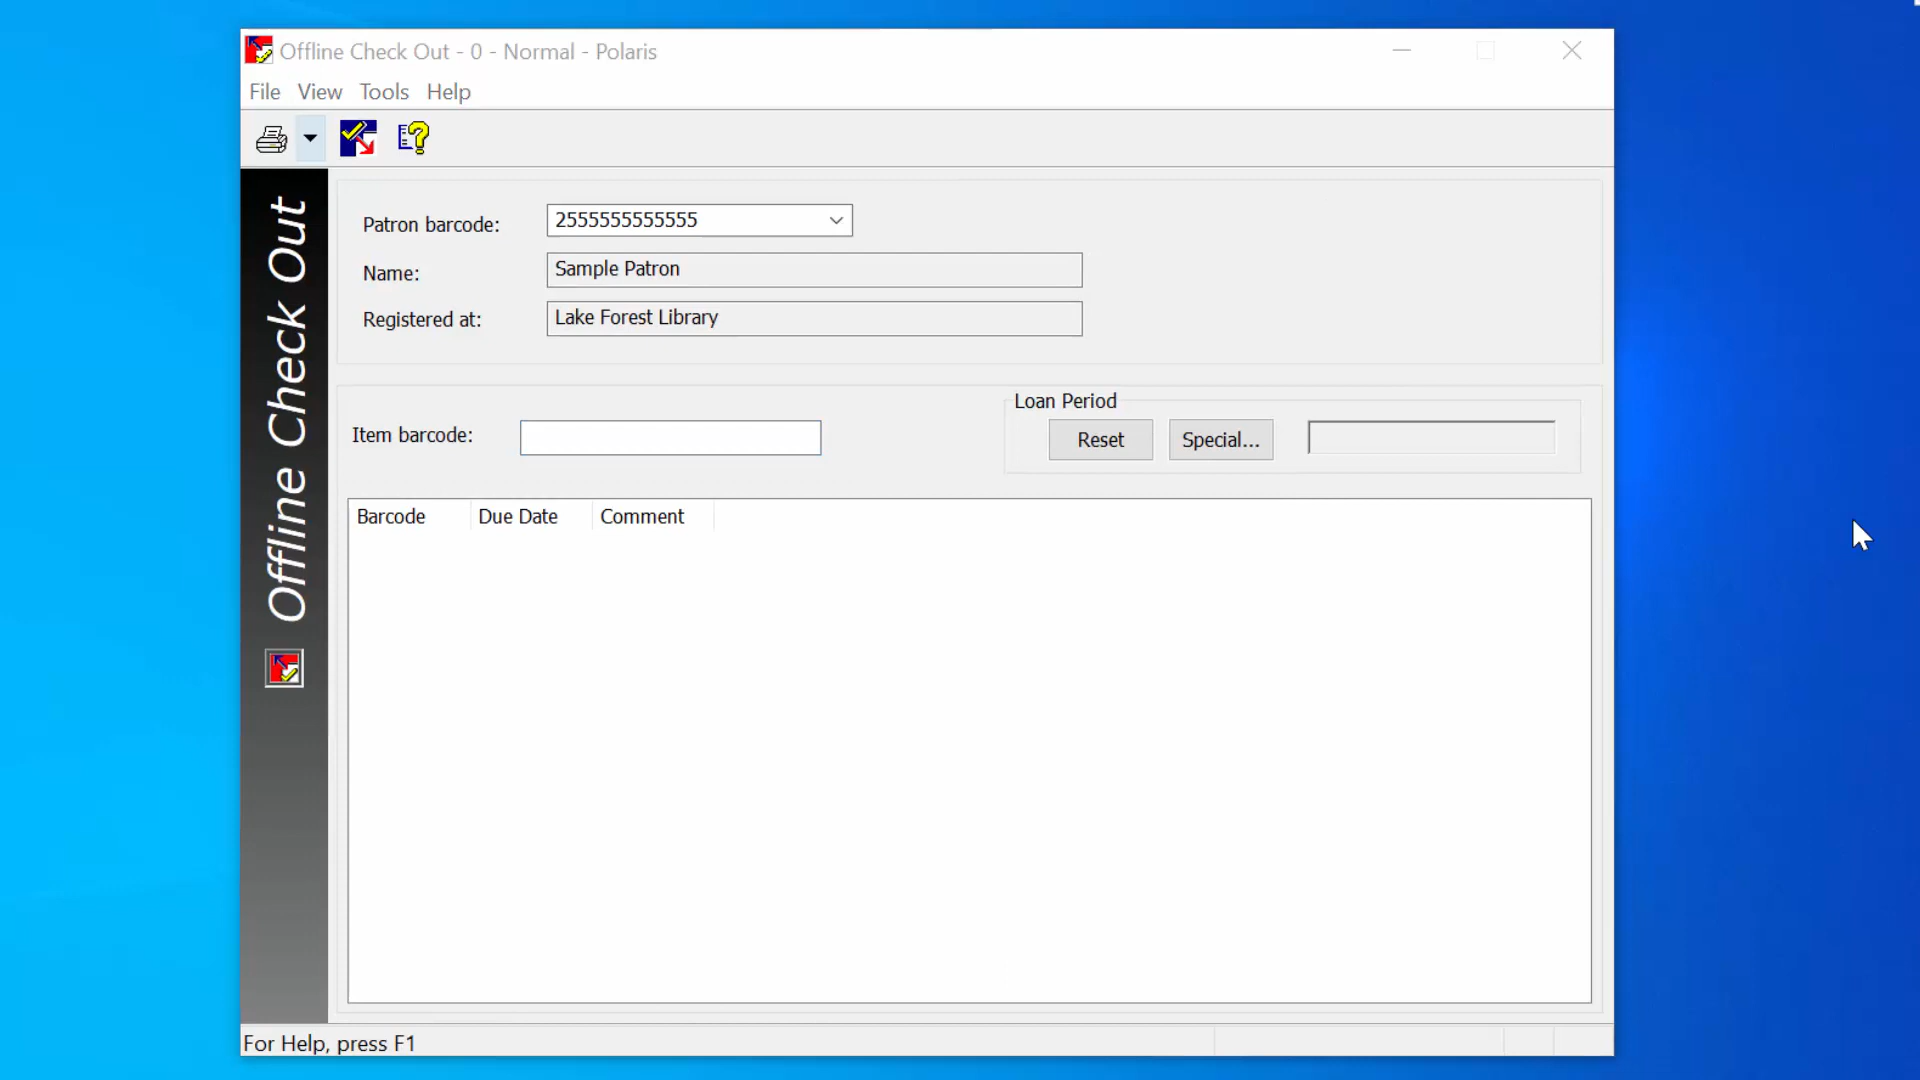 Offline Check Out - 0 - Normal - Polaris
File View Tools Help
Offline Check Out
Patron barcode: 2555555555555
Name: Sample Patron
Registered at: Lake Forest Library
Loan Period
Item barcode: Reset Special...
Barcode Due Date Comment
For Help, press F1